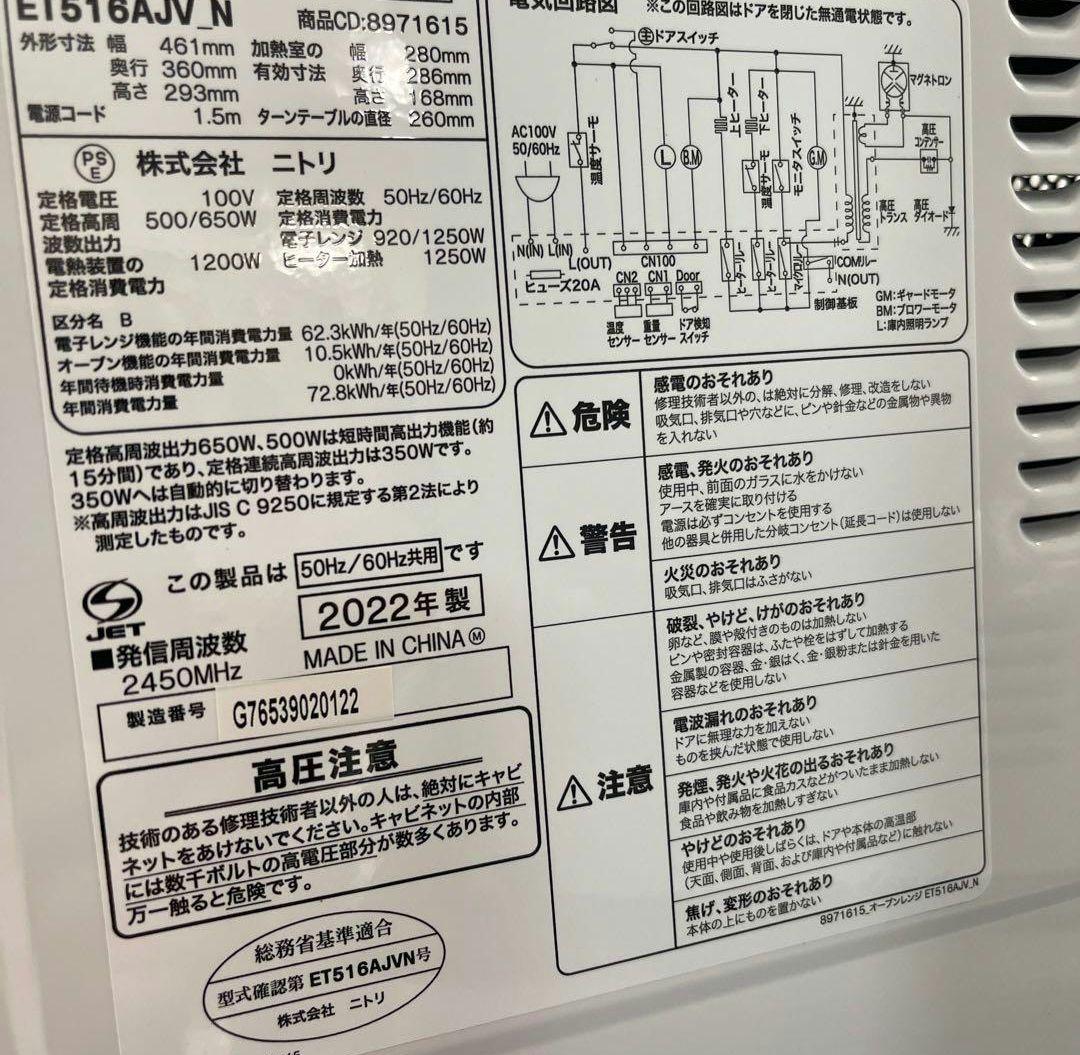 ET516AJV_N
商品CD:8971615
外形寸法 幅 461mm 加熱室の 幅 280mm
奥行 360mm 有効寸法 奥行 286mm
高さ 293mm 高さ 168mm
電源コード 1.5m ターンテーブルの直径 260mm
PSE 株式会社 ニトリ
定格電圧 100V 定格周波数 50Hz/60Hz
定格高周 500/650W 定格消費電力
波数出力 電子レンジ 920/1250W
電熱装置の 1200W ヒーター加熱 1250W
定格消費電力
区分名 B
電子レンジ機能の年間消費電力量 62.3kWh/年(50Hz/60Hz)
オーブン機能の年間消費電力量 10.5kWh/年(50Hz/60Hz)
年間待機時消費電力量 0kWh/年(50Hz/60Hz)
年間消費電力量 72.8kWh/年(50Hz/60Hz)
定格高周波出力650W、500Wは短時間高出力機能(約
15分間)であり、定格連続高周波出力は350Wです。
350Wへは自動的に切り替わります。
※高周波出力はJIS C 9250に規定する第2法により
測定したものです。
JET
この製品は 50Hz/60Hz共用 です
2022年 製
MADE IN CHINA Ⓜ
■発信周波数
2450MHz
製造番号 G76539020122
高圧注意
技術のある修理技術者以外の人は、絶対にキャビ
ネットをあけないでください。キャビネットの内部
には数千ボルトの高電圧部分が数多くあります。
万一触ると危険です。
総務省基準適合
型式確認第 ET516AJVN号
株式会社 ニトリ
電気回路図 ※この回路図はドアを閉じた無通電状態です。
主 ドアスイッチ
マグネトロン
上ヒーター
下ヒーター
AC100V
50/60Hz
温度サーモ
L
B.M
温度サーモ
モニタスイッチ
G.M
高圧
コンデンサー
高圧
トランス
高圧
ダイオード
N(IN) L(IN)
L(OUT)
CN100
ヒューズ20A
CN2 CN1 Door
温度
センサー
重量
センサー
ドア検知
スイッチ
ヒータリレー
ヒータリレー
マイクロリレー
COMリレー
N(OUT)
制御基板
GM:ギャードモータ
BM:ブロワーモータ
L:庫内照明ランプ
危険
感電のおそれあり
修理技術者以外の、は絶対に分解、修理、改造をしない
吸気口、排気口や穴などに、ピンや針金などの金属物や異物
を入れない
警告
感電、発火のおそれあり
使用中、前面のガラスに水をかけない
アースを確実に取り付ける
電源は必ずコンセントを使用する
他の器具と併用した分岐コンセント(延長コード)は使用しない
火災のおそれあり
吸気口、排気口はふさがない
注意
破裂、やけど、けがのおそれあり
卵など、膜や殻付きのものは加熱しない
ビンや密封容器は、ふたや栓をはずして加熱する
金属製の容器、金・銀はく、金・銀粉または針金を用いた
容器などを使用しない
電波漏れのおそれあり
ドアに無理な力を加えない
ものを挟んだ状態で使用しない
発煙、発火や火花の出るおそれあり
庫内や付属品に食品カスなどがついたまま加熱しない
食品や飲み物を加熱しすぎない
やけどのおそれあり
使用中や使用後しばらくは、ドアや本体の高温部
(天面、側面、背面、および庫内や付属品など)に触れない
焦げ、変形のおそれあり
本体の上にものを置かない
8971615_オーブンレンジ ET516AJV_N